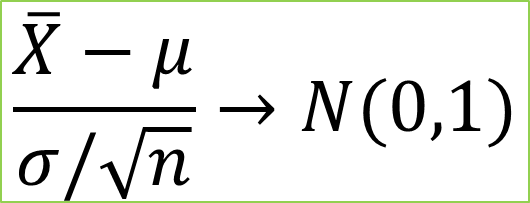 X̄ − μ
σ/√n → N(0,1)